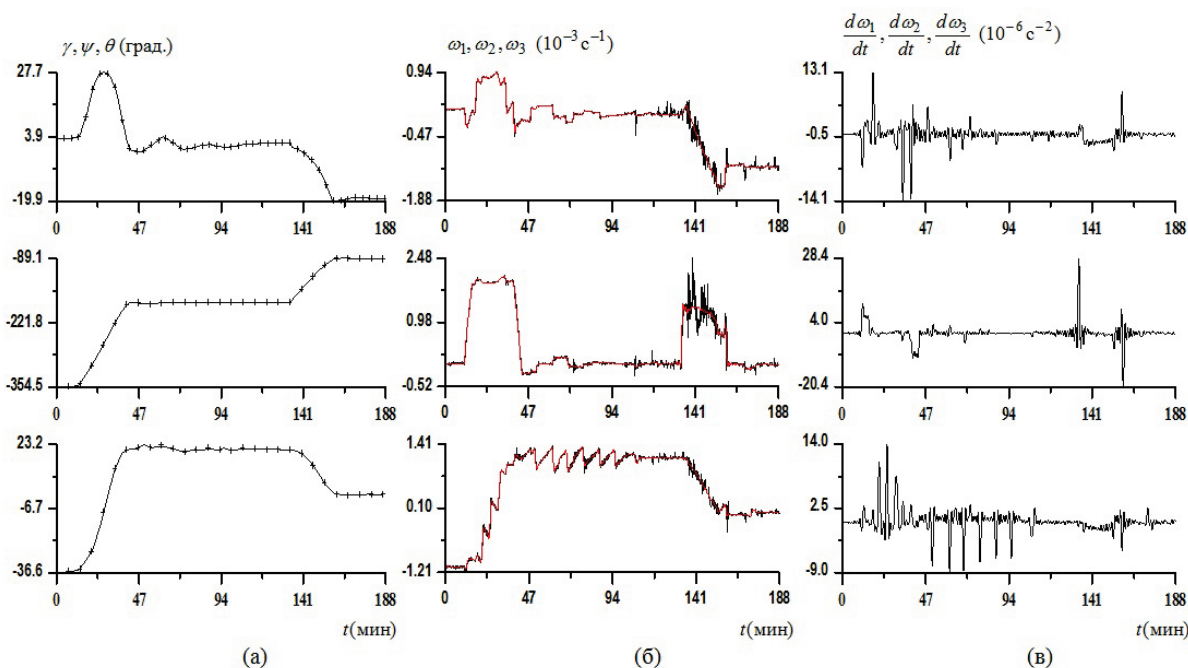 γ, ψ, θ (град.)
27.7
3.9
-19.9
0 47 94 141 188
-89.1
-221.8
-354.5
0 47 94 141 188
23.2
-6.7
-36.6
0 47 94 141 188
t(мин)
(а)
ω1, ω2, ω3 (10−3 с−1)
0.94
-0.47
-1.88
47 94 141 188
2.48
0.98
-0.52
47 94 141 188
1.41
0.10
-1.21
0 47 94 141 188
t(мин)
(б)
dω1/dt, dω2/dt, dω3/dt (10−6 с−2)
13.1
-0.5
-14.1
0 47 94 141 188
28.4
4.0
-20.4
0 47 94 141 188
14.0
2.5
-9.0
0 47 94 141 188
t(мин)
(в)